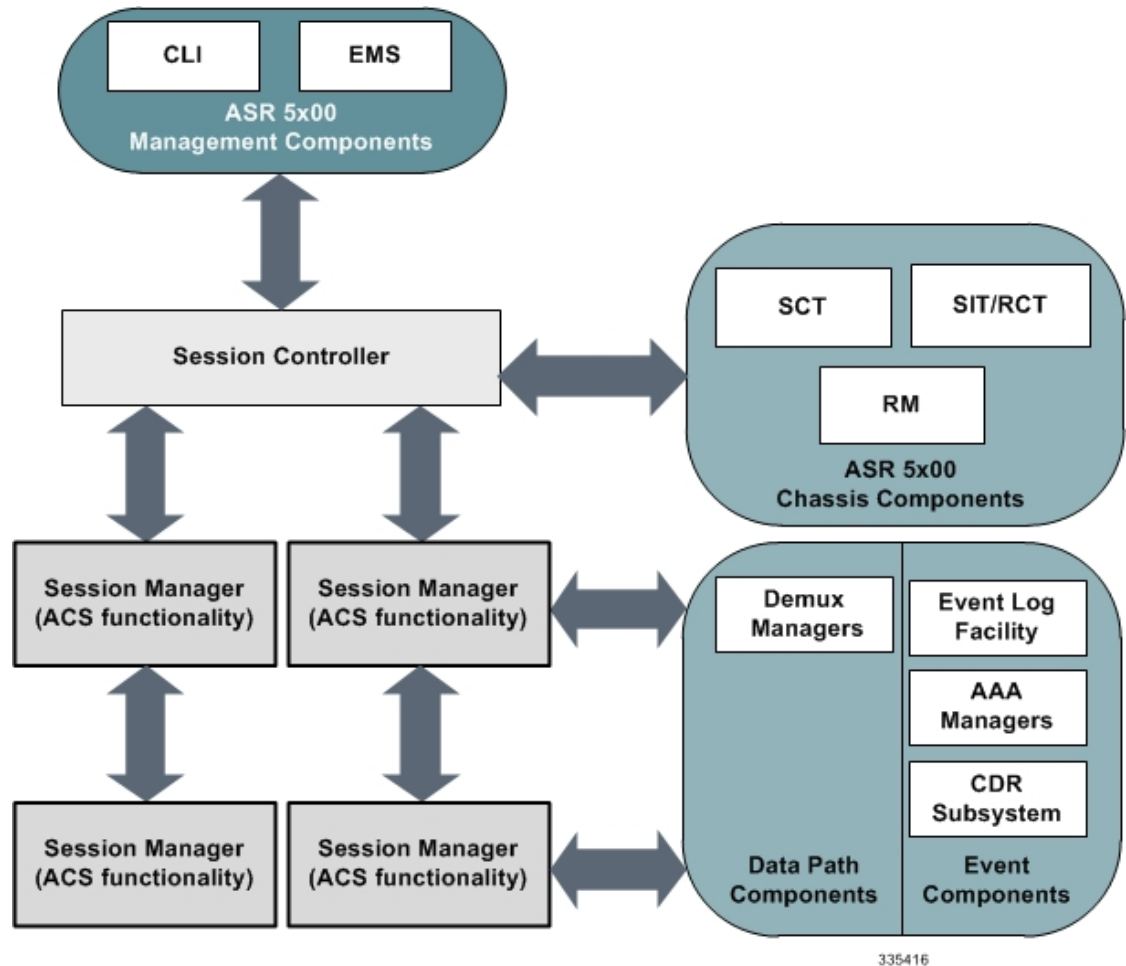 CLI
EMS
ASR 5x00
Management Components
SCT
SIT/RCT
Session Controller
RM
ASR 5x00
Chassis Components
Session Manager
(ACS functionality)
Session Manager
(ACS functionality)
Demux
Managers
Event Log
Facility
AAA
Managers
CDR
Subsystem
Session Manager
(ACS functionality)
Session Manager
(ACS functionality)
Data Path
Components
Event
Components
335416